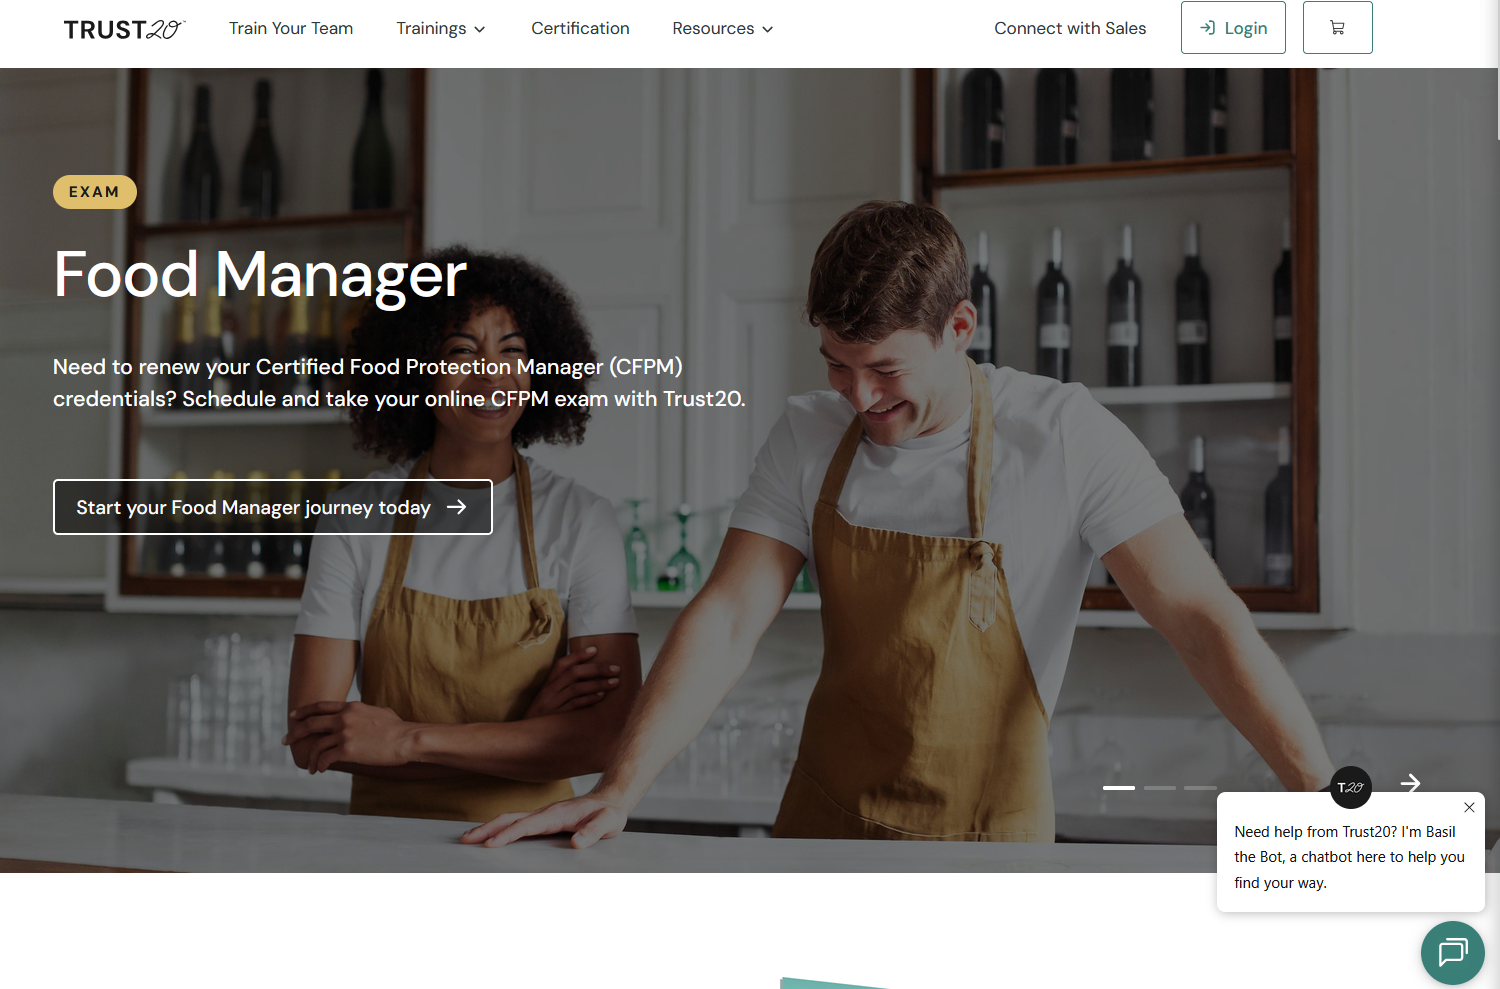 TRUST20™
Train Your Team
Trainings
Certification
Resources
Connect with Sales
Login
EXAM
Food Manager
Need to renew your Certified Food Protection Manager (CFPM)
credentials? Schedule and take your online CFPM exam with Trust20.
Start your Food Manager journey today
T20
Need help from Trust20? I'm Basil
the Bot, a chatbot here to help you
find your way.